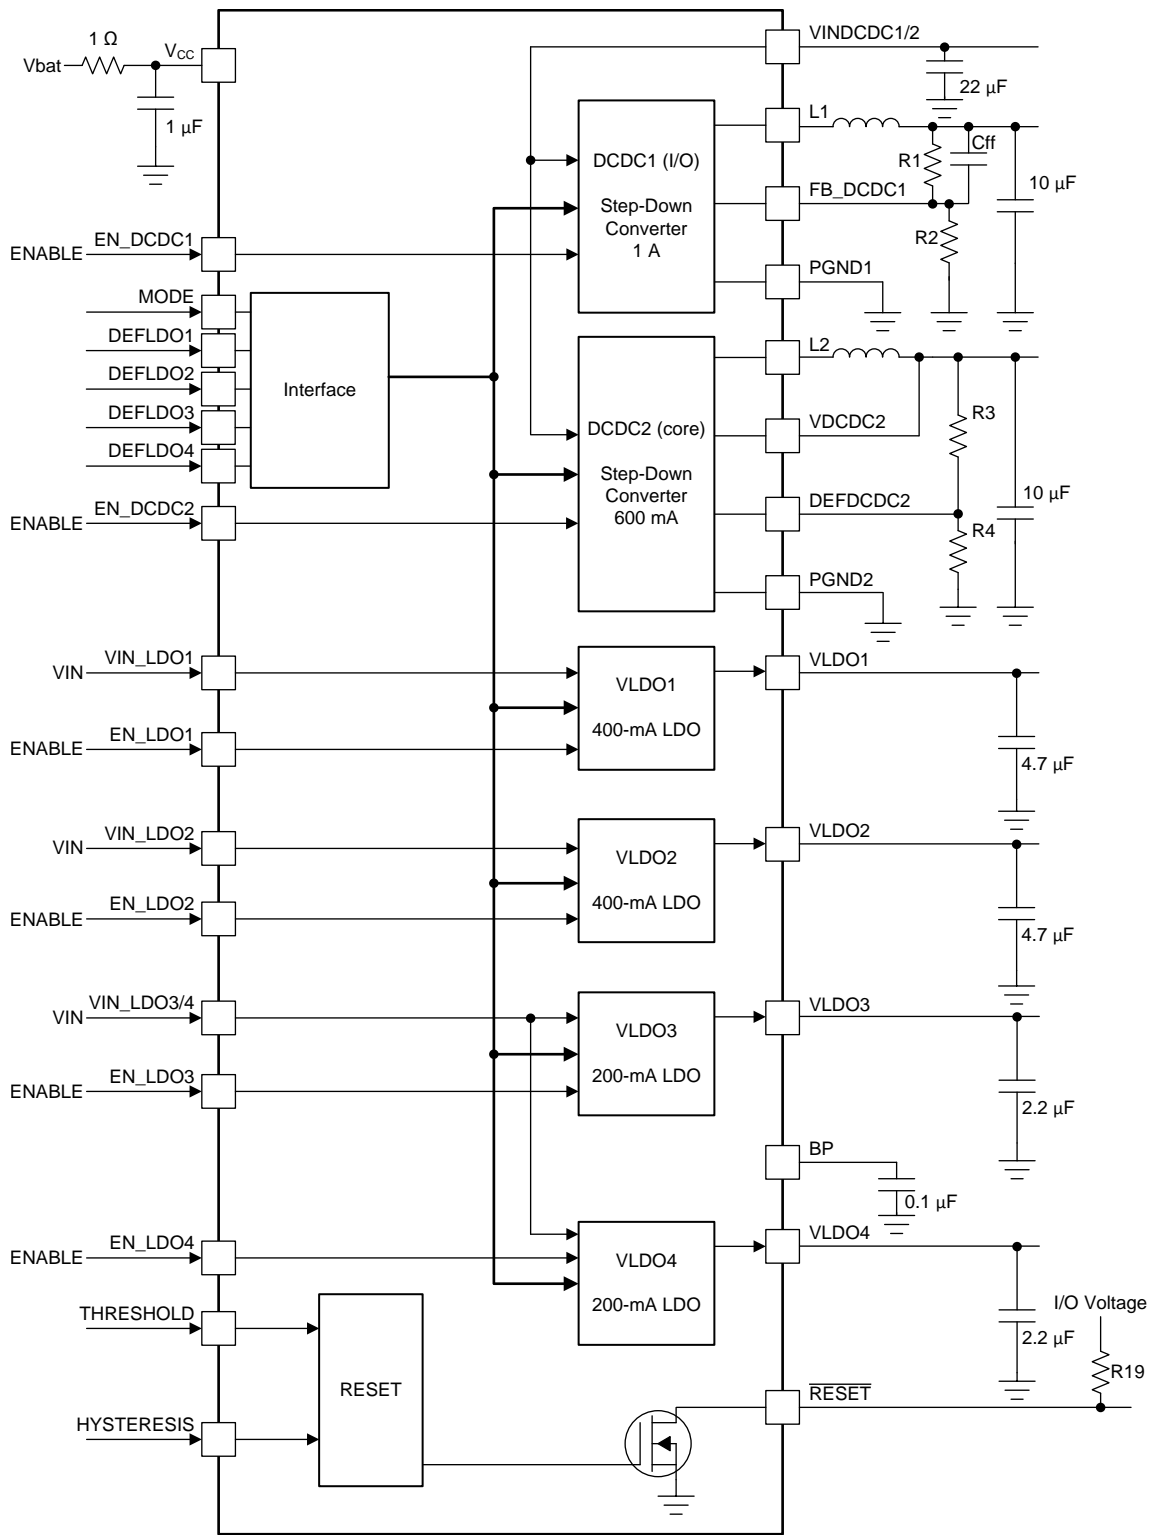 1 Ω
Vbat
VCC
1 µF
VINDCDC1/2
22 µF
L1
Cff
R1
10 µF
DCDC1 (I/O)
Step-Down
Converter
1 A
FB_DCDC1
R2
PGND1
ENABLE
EN_DCDC1
MODE
DEFLDO1
DEFLDO2
DEFLDO3
DEFLDO4
Interface
ENABLE
EN_DCDC2
DCDC2 (core)
Step-Down
Converter
600 mA
L2
VDCDC2
R3
DEFDCDC2
10 µF
R4
PGND2
VIN
VIN_LDO1
ENABLE
EN_LDO1
VLDO1
400-mA LDO
VLDO1
4.7 µF
VIN
VIN_LDO2
ENABLE
EN_LDO2
VLDO2
400-mA LDO
VLDO2
4.7 µF
VIN
VIN_LDO3/4
ENABLE
EN_LDO3
VLDO3
200-mA LDO
VLDO3
2.2 µF
BP
0.1 µF
ENABLE
EN_LDO4
VLDO4
200-mA LDO
VLDO4
2.2 µF
I/O Voltage
R19
THRESHOLD
HYSTERESIS
RESET
RESET